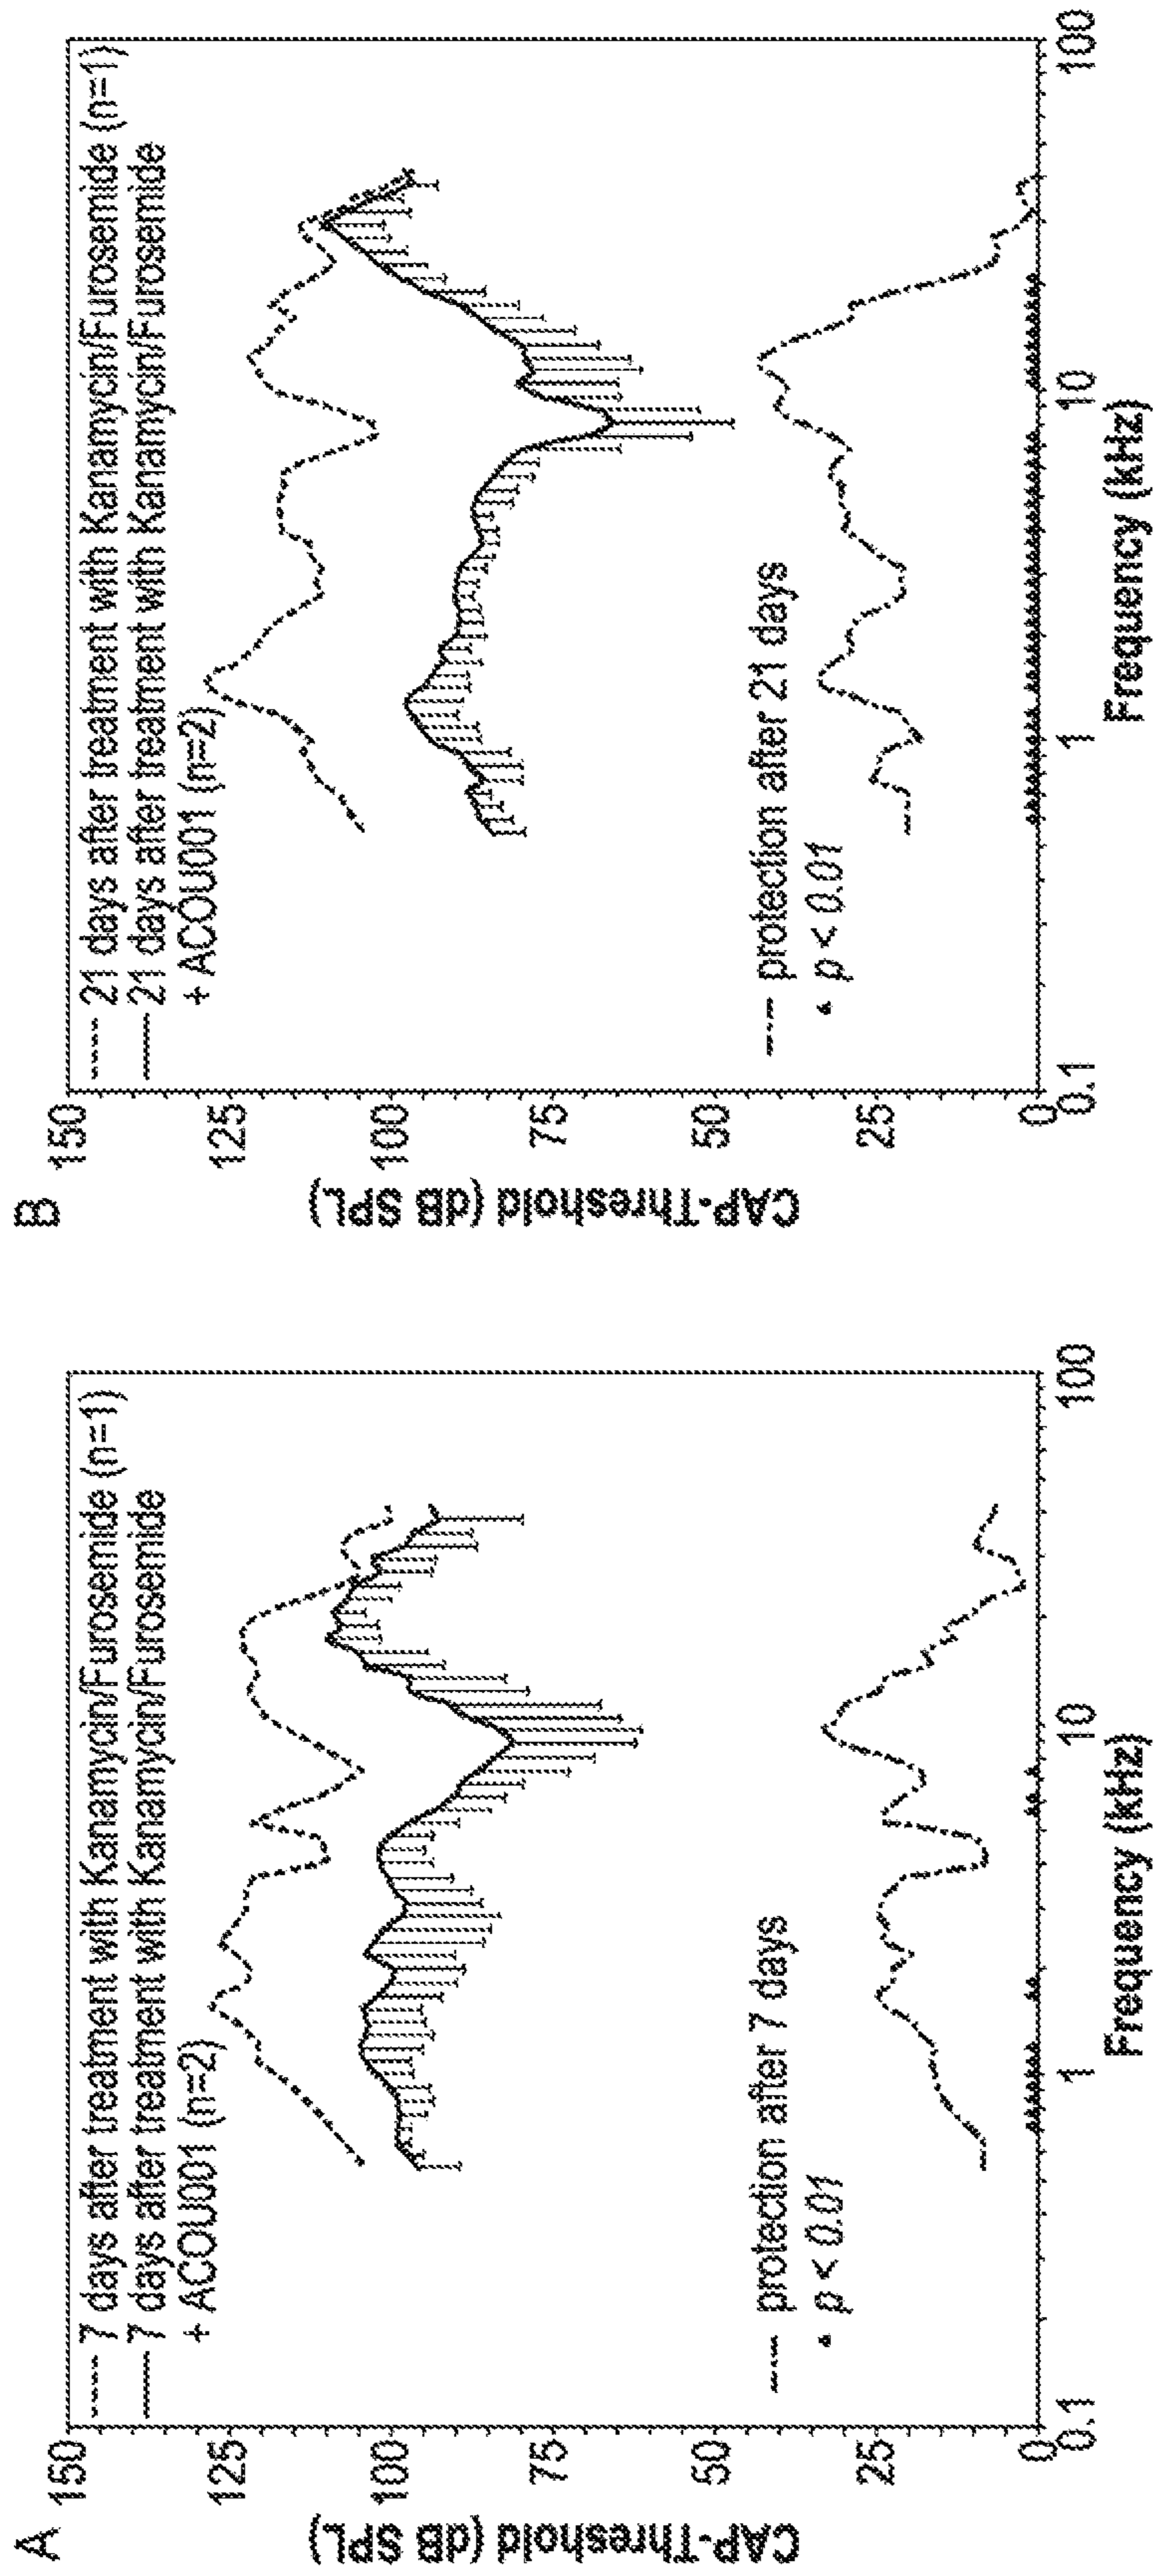 A
150
125
100
75
50
25
0
CAP-Threshold (dB SPL)
7 days after treatment with Kanamycin/Furosemide (n=1)
7 days after treatment with Kanamycin/Furosemide
+ ACOU001 (n=2)
protection after 7 days
p < 0.01
0.1
1
10
100
Frequency (kHz)
B
150
125
100
75
50
25
0
CAP-Threshold (dB SPL)
21 days after treatment with Kanamycin/Furosemide (n=1)
21 days after treatment with Kanamycin/Furosemide
+ ACOU001 (n=2)
protection after 21 days
p < 0.01
0.1
1
10
100
Frequency (kHz)